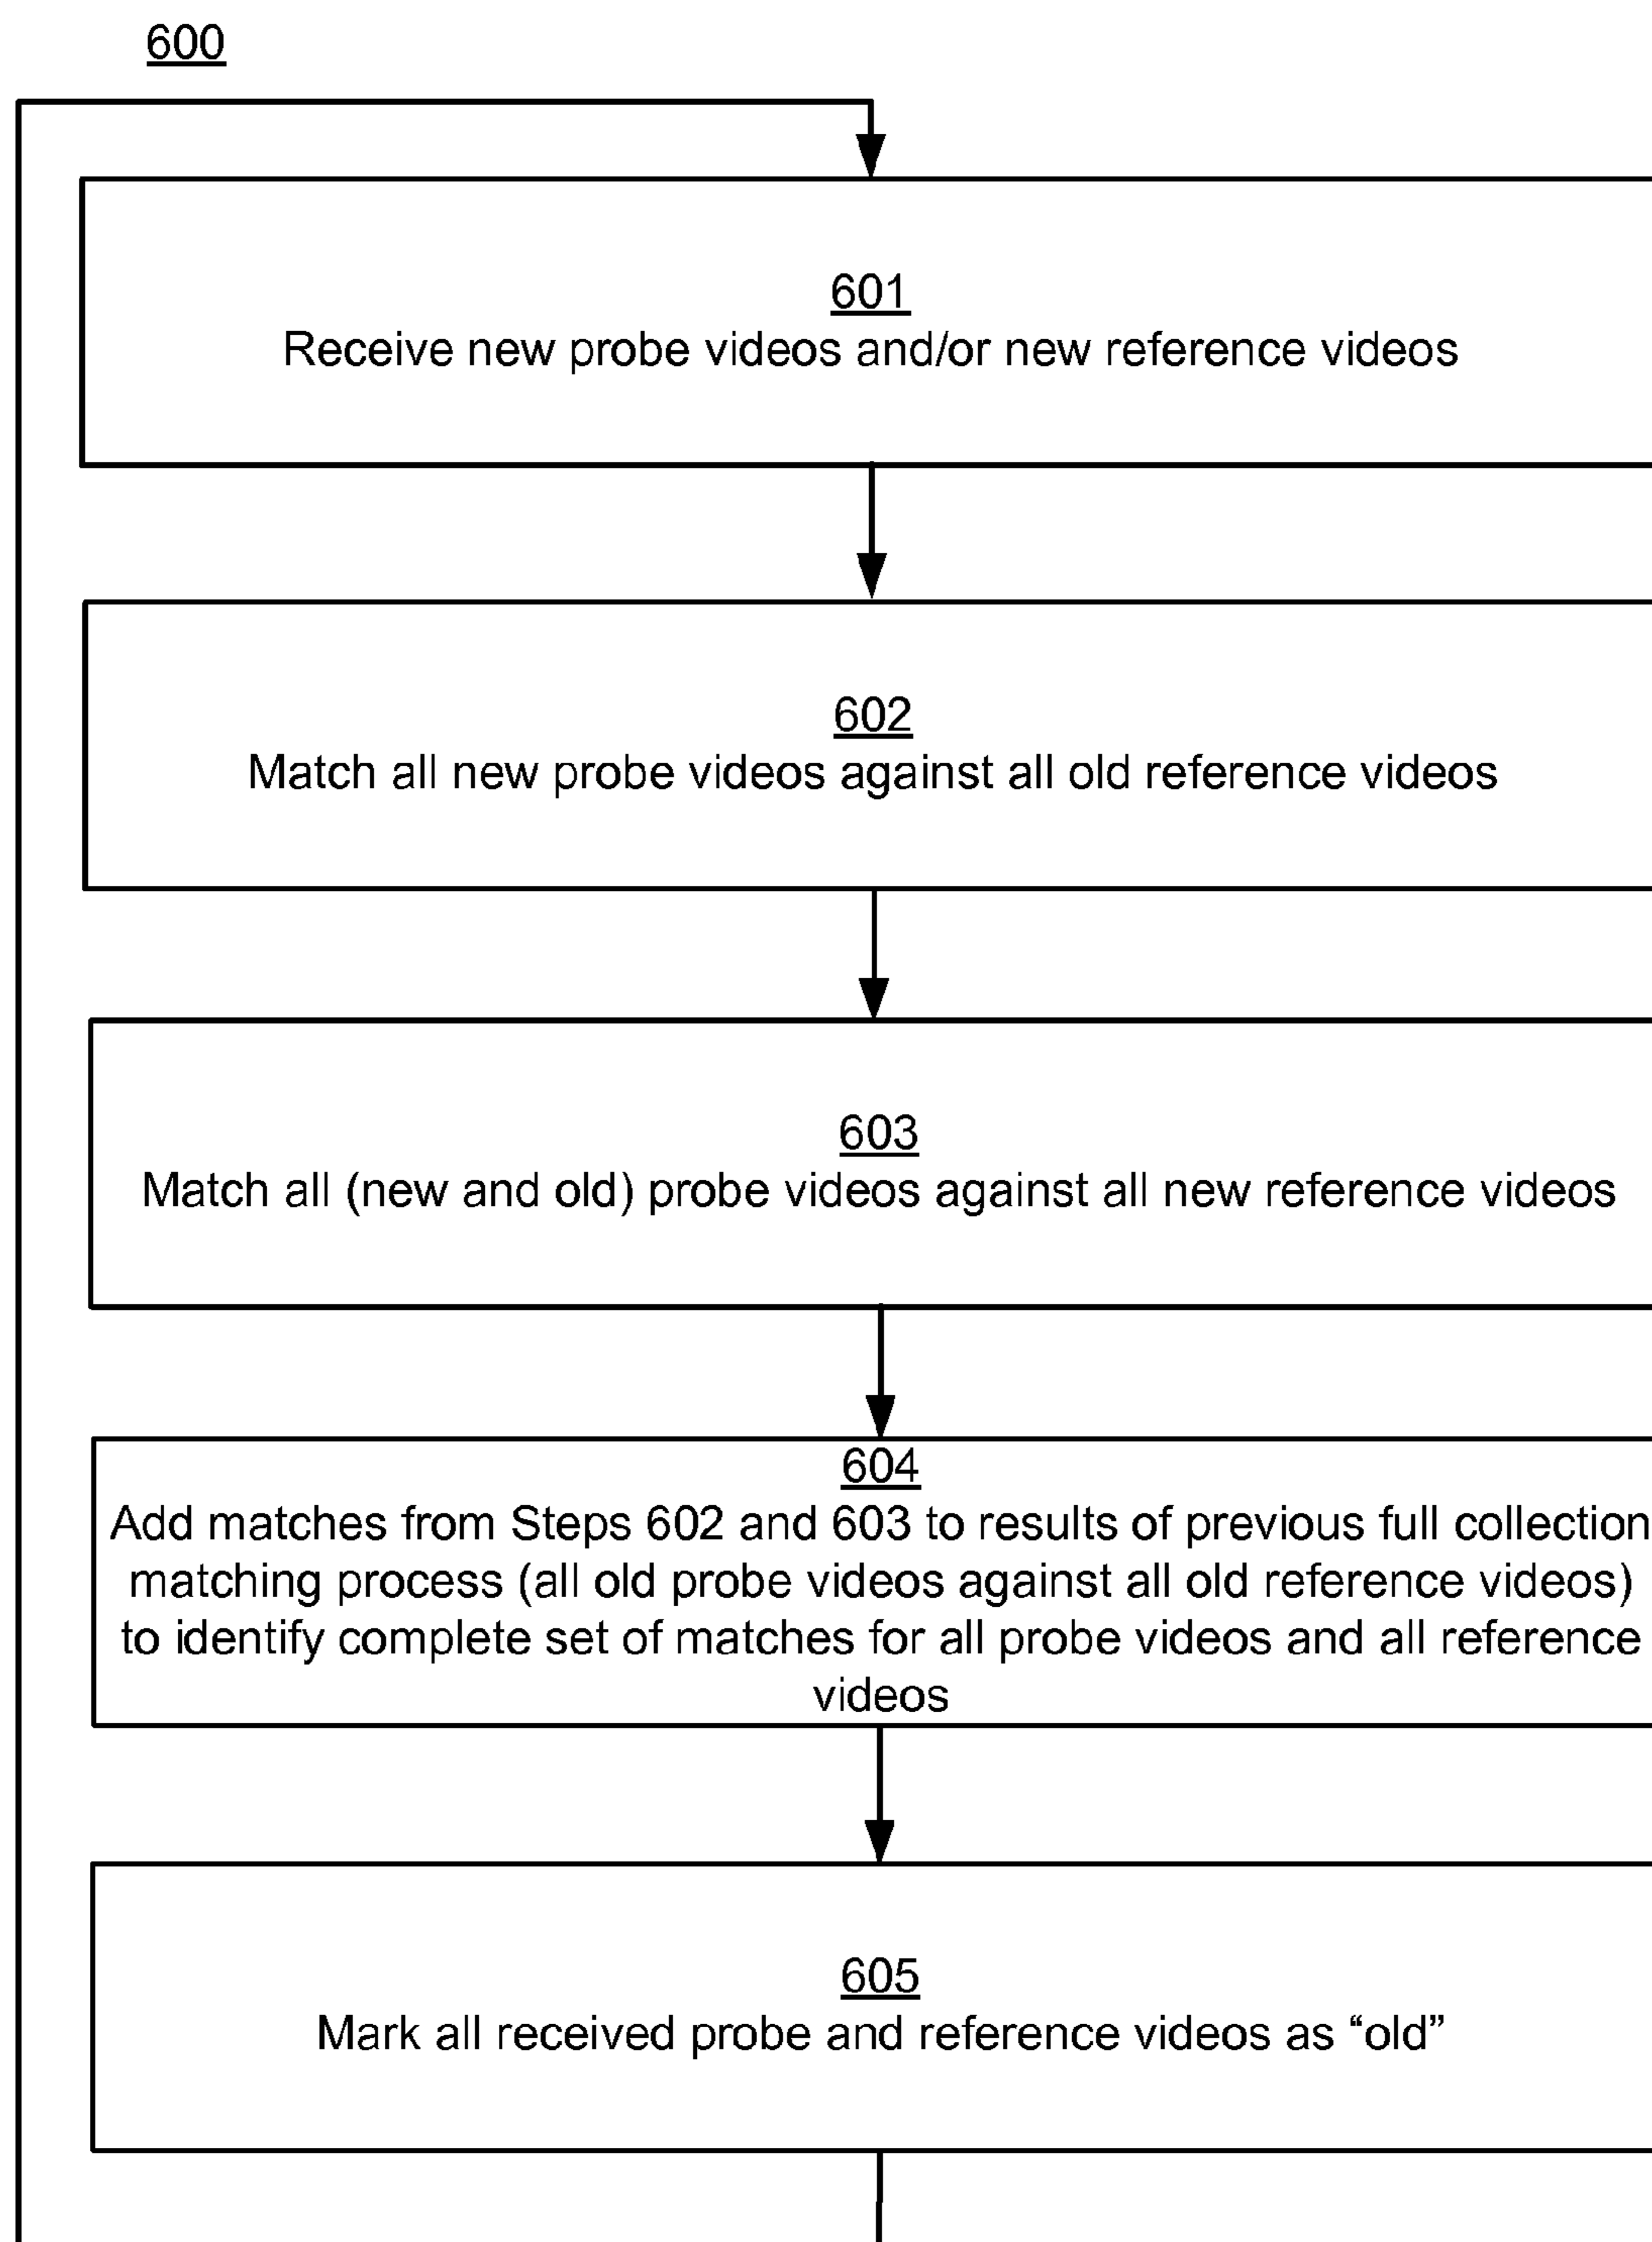 600
601
Receive new probe videos and/or new reference videos
602
Match all new probe videos against all old reference videos
603
Match all (new and old) probe videos against all new reference videos
604
Add matches from Steps 602 and 603 to results of previous full collection
matching process (all old probe videos against all old reference videos)
to identify complete set of matches for all probe videos and all reference
videos
605
Mark all received probe and reference videos as “old”